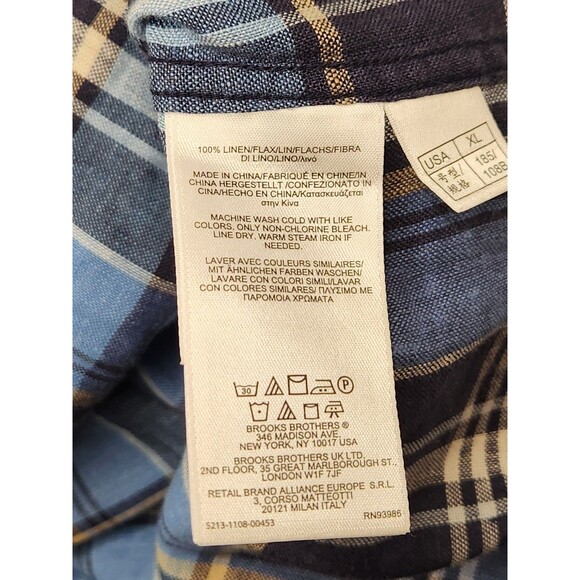 100% LINEN/FLAX/LIN/FLACHS/FIBRA
DI LINO/LINO/λινό
MADE IN CHINA/FABRIQUÉ EN CHINE/IN
CHINA HERGESTELLT /CONFEZIONATO IN
CINA/HECHO EN CHINA/Κατασκευάζεται
στην Κίνα
MACHINE WASH COLD WITH LIKE
COLORS. ONLY NON-CHLORINE BLEACH.
LINE DRY. WARM STEAM IRON IF
NEEDED.
LAVER AVEC COULEURS SIMILAIRES/
MIT ÄHNLICHEN FARBEN WASCHEN/
LAVARE CON COLORI SIMILI/LAVAR
CON COLORES SIMILARES/ ΠΛΥΣΙΜΟ ΜΕ
ΠΑΡΟΜΟΙΑ ΧΡΩΜΑΤΑ
30 P
BROOKS BROTHERS®
346 MADISON AVE
NEW YORK, NY 10017 USA
BROOKS BROTHERS UK LTD.
2ND FLOOR, 35 GREAT MARLBOROUGH ST.,
LONDON W1F 7JF
RETAIL BRAND ALLIANCE EUROPE S.R.L.
3, CORSO MATTEOTTI
20121 MILAN ITALY
5213-1108-00453 RN93985
USA XL
号型 185/
规格 108B